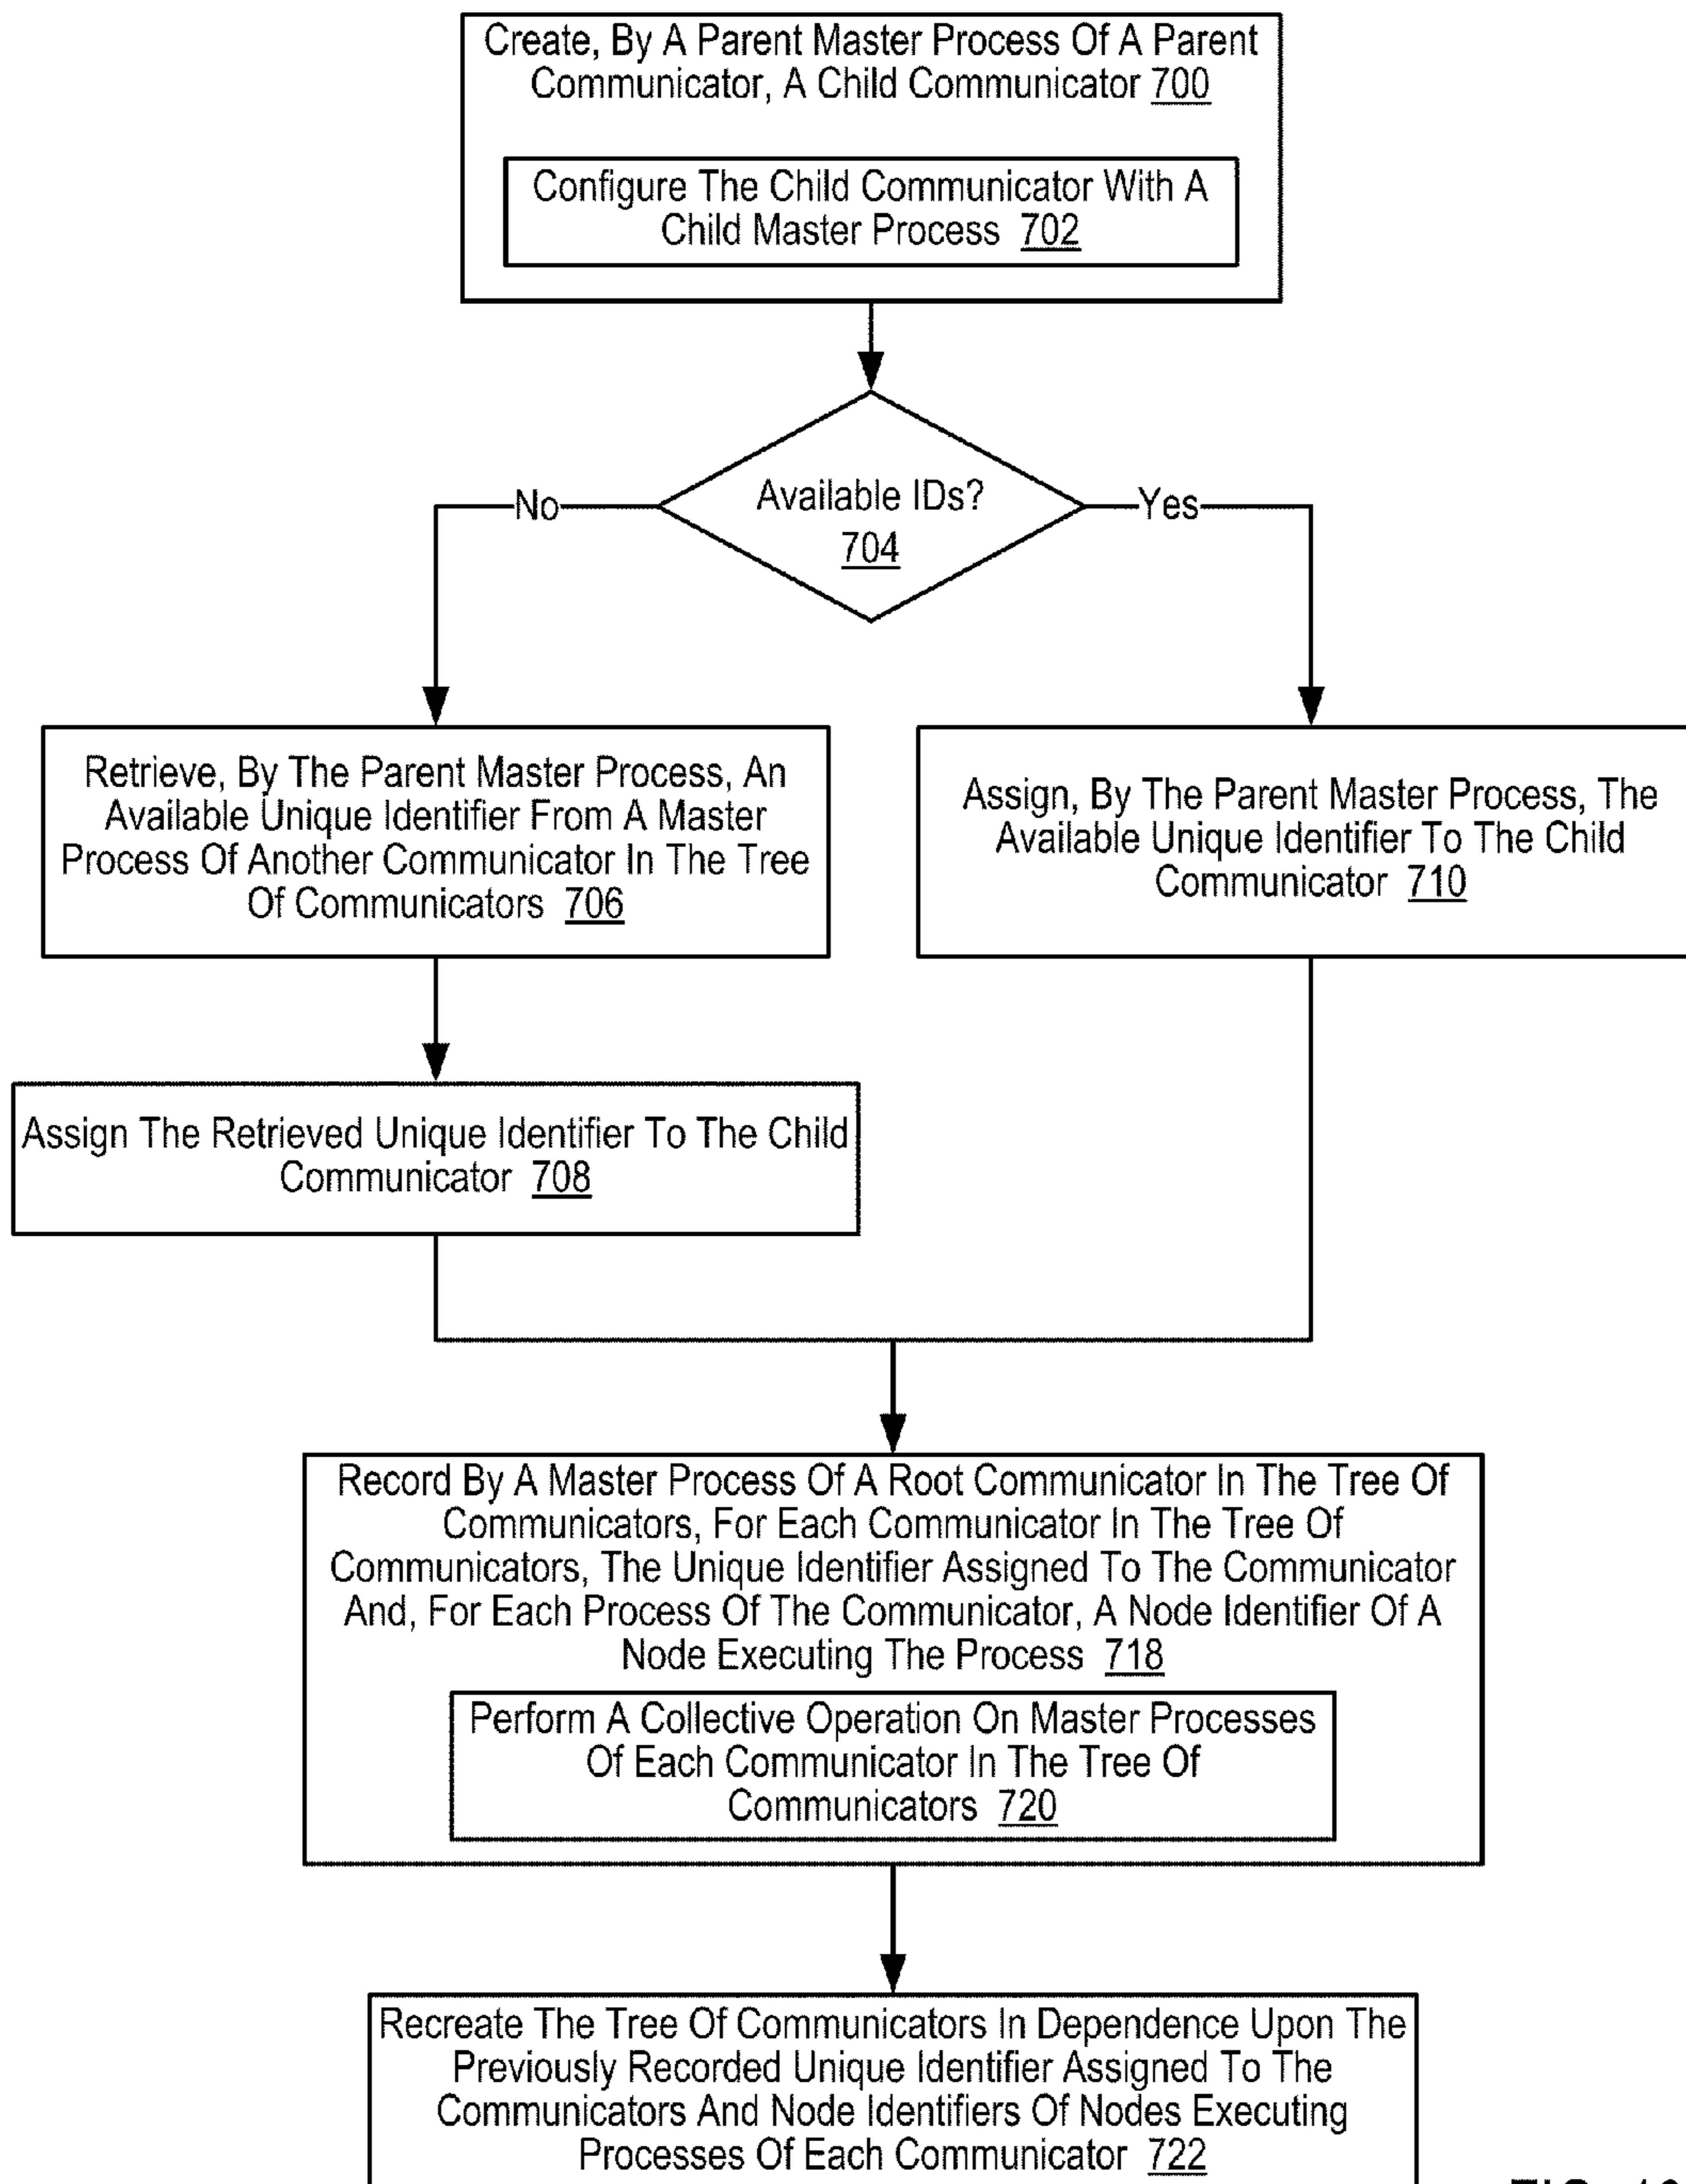 Create, By A Parent Master Process Of A Parent
Communicator, A Child Communicator 700
Configure The Child Communicator With A
Child Master Process 702
Available IDs?
704
No
Yes
Retrieve, By The Parent Master Process, An
Available Unique Identifier From A Master
Process Of Another Communicator In The Tree
Of Communicators 706
Assign, By The Parent Master Process, The
Available Unique Identifier To The Child
Communicator 710
Assign The Retrieved Unique Identifier To The Child
Communicator 708
Record By A Master Process Of A Root Communicator In The Tree Of
Communicators, For Each Communicator In The Tree Of
Communicators, The Unique Identifier Assigned To The Communicator
And, For Each Process Of The Communicator, A Node Identifier Of A
Node Executing The Process 718
Perform A Collective Operation On Master Processes
Of Each Communicator In The Tree Of
Communicators 720
Recreate The Tree Of Communicators In Dependence Upon The
Previously Recorded Unique Identifier Assigned To The
Communicators And Node Identifiers Of Nodes Executing
Processes Of Each Communicator 722